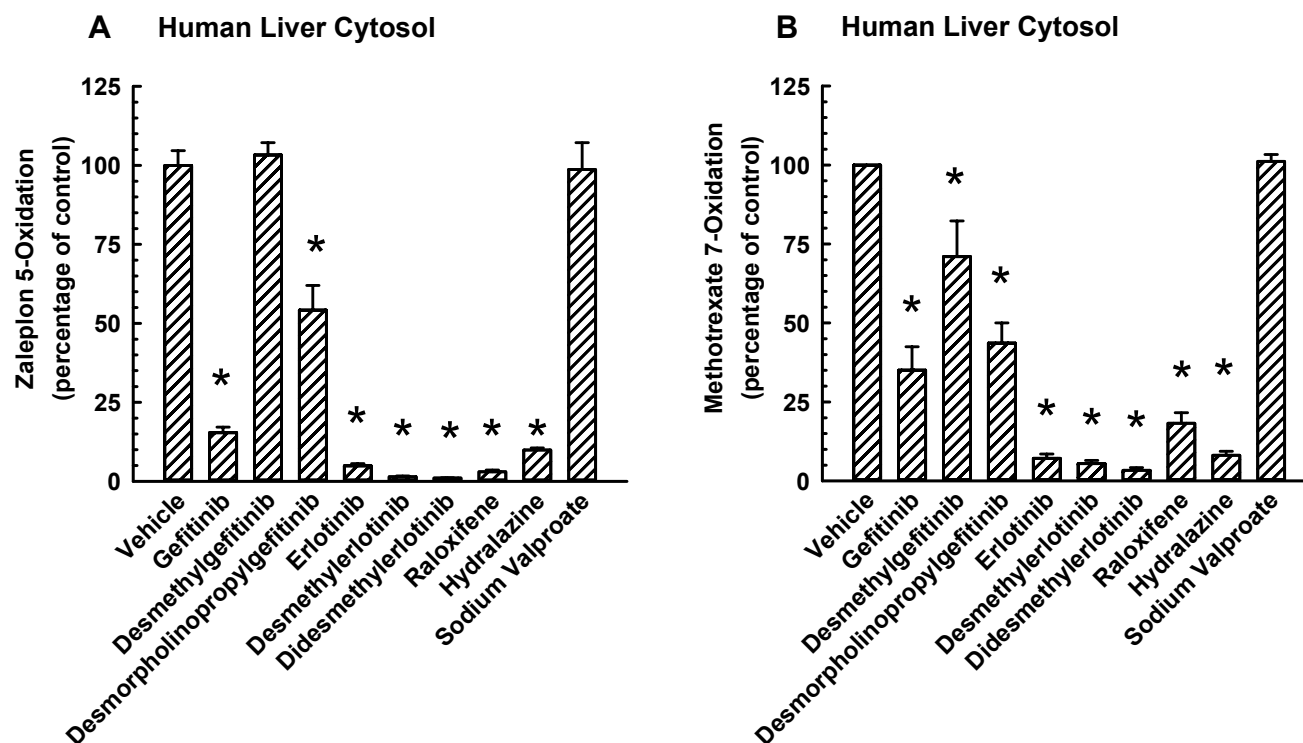 A Human Liver Cytosol
Zaleplon 5-Oxidation
(percentage of control)
125
100
75
50
25
0
*
*
*
*
*
*
*
Vehicle
Gefitinib
Desmethylgefitinib
Desmorpholinopropylgefitinib
Erlotinib
Desmethylerlotinib
Didesmethylerlotinib
Raloxifene
Hydralazine
Sodium Valproate
B Human Liver Cytosol
Methotrexate 7-Oxidation
(percentage of control)
125
100
75
50
25
0
*
*
*
*
*
*
*
*
Vehicle
Gefitinib
Desmethylgefitinib
Desmorpholinopropylgefitinib
Erlotinib
Desmethylerlotinib
Didesmethylerlotinib
Raloxifene
Hydralazine
Sodium Valproate